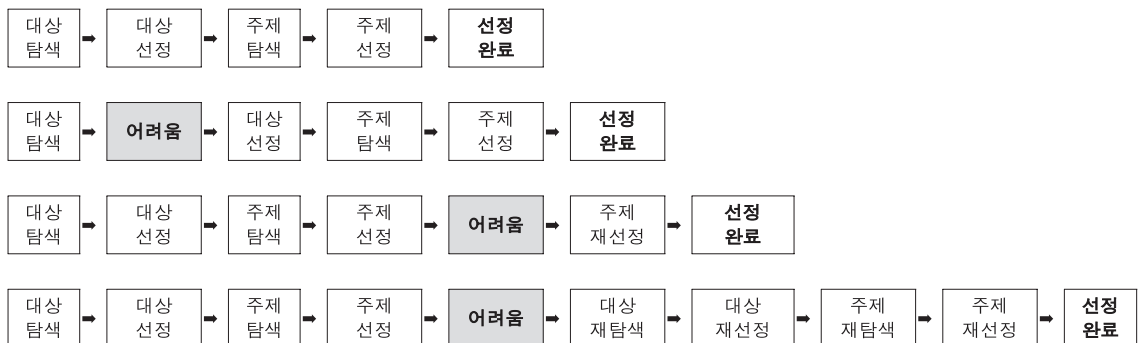 대상 탐색 ➡ 대상 선정 ➡ 주제 탐색 ➡ 주제 선정 ➡ 선정 완료
대상 탐색 ➡ 어려움 ➡ 대상 선정 ➡ 주제 탐색 ➡ 주제 선정 ➡ 선정 완료
대상 탐색 ➡ 대상 선정 ➡ 주제 탐색 ➡ 주제 선정 ➡ 어려움 ➡ 주제 재선정 ➡ 선정 완료
대상 탐색 ➡ 대상 선정 ➡ 주제 탐색 ➡ 주제 선정 ➡ 어려움 ➡ 대상 재탐색 ➡ 대상 재선정 ➡ 주제 재탐색 ➡ 주제 재선정 ➡ 선정 완료